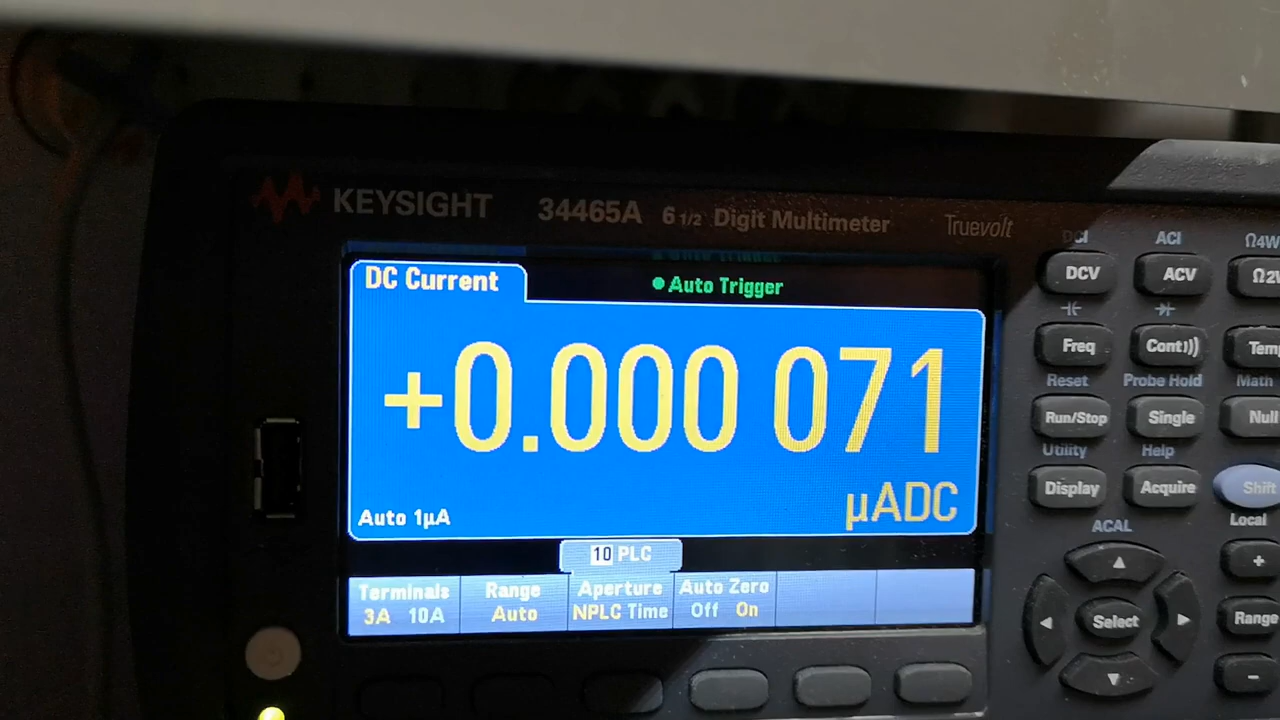 KEYSIGHT 34465A 6 1/2 Digit Multimeter Truevolt
DCI ACI Ω4W
DC Current
Auto Trigger
DCV ACV Ω2W
+0.000 071
µADC
Auto 1µA
Freq Cont))) Temp
Reset Probe Hold Math
Run/Stop Single Null
Utility Help
Display Acquire Shift
Local
ACAL
10 PLC
Terminals Range Aperture Auto Zero
3A 10A Auto NPLC Time Off On
+
Select Range
-